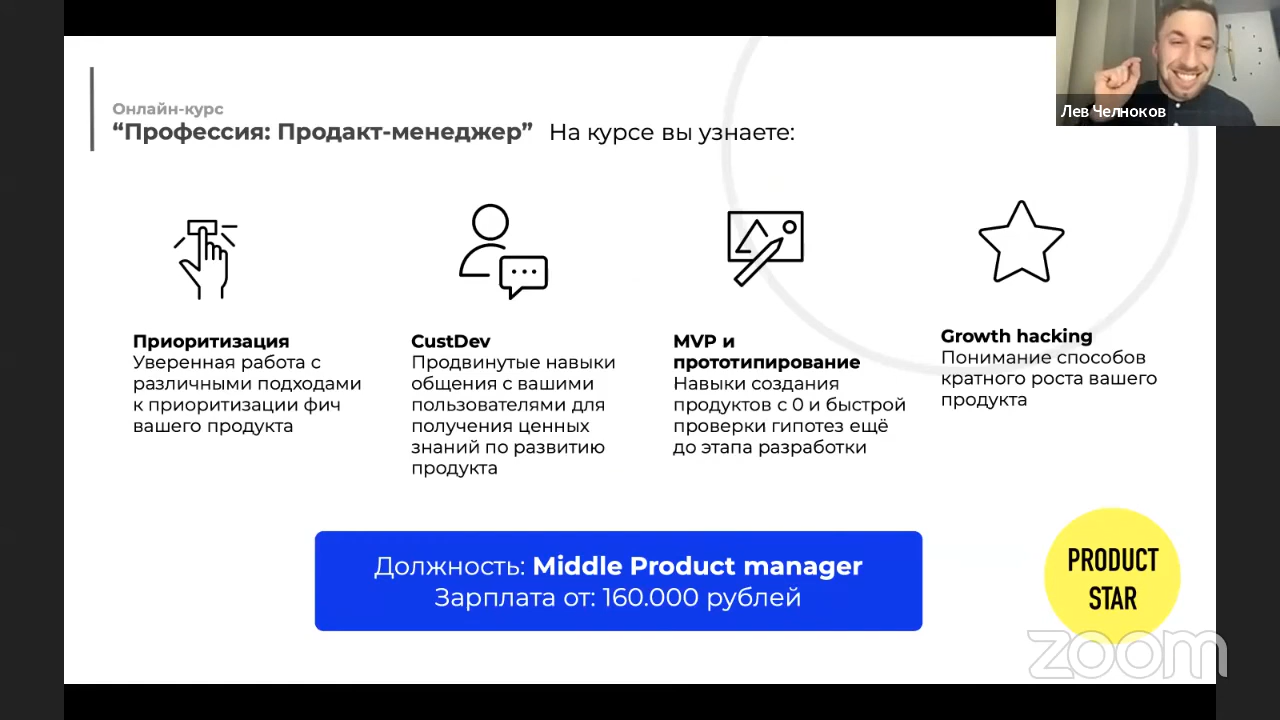 Лев Челноков
Онлайн-курс
“Профессия: Продакт-менеджер” На курсе вы узнаете:
Приоритизация
Уверенная работа с
различными подходами
к приоритизации фич
вашего продукта
CustDev
Продвинутые навыки
общения с вашими
пользователями для
получения ценных
знаний по развитию
продукта
MVP и
прототипирование
Навыки создания
продуктов с 0 и быстрой
проверки гипотез ещё
до этапа разработки
Growth hacking
Понимание способов
кратного роста вашего
продукта
Должность: Middle Product manager
Зарплата от: 160.000 рублей
PRODUCT
STAR
zoom